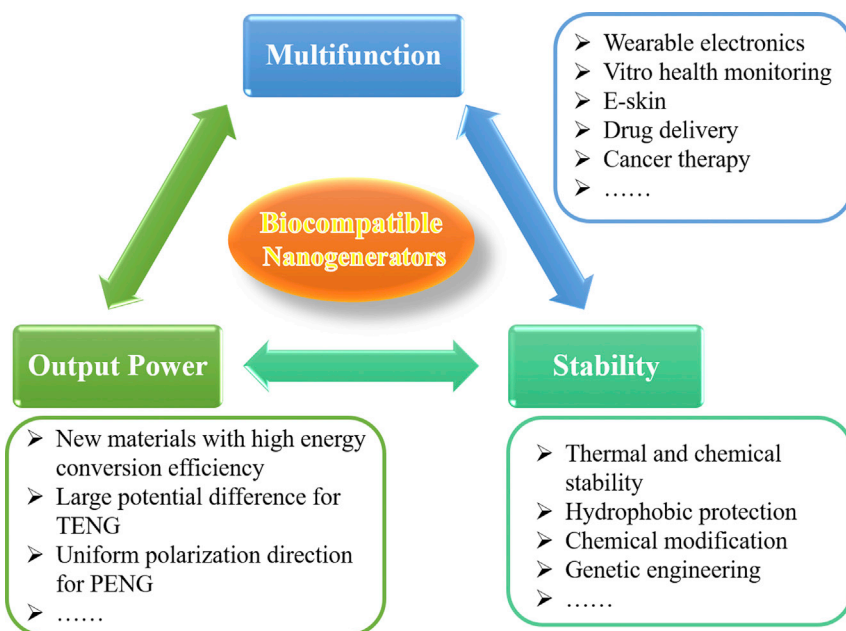 Multifunction
➢ Wearable electronics
➢ Vitro health monitoring
➢ E-skin
➢ Drug delivery
➢ Cancer therapy
➢ ……
Biocompatible
Nanogenerators
Output Power
➢ New materials with high energy
conversion efficiency
➢ Large potential difference for
TENG
➢ Uniform polarization direction
for PENG
➢ ……
Stability
➢ Thermal and chemical
stability
➢ Hydrophobic protection
➢ Chemical modification
➢ Genetic engineering
➢ ……